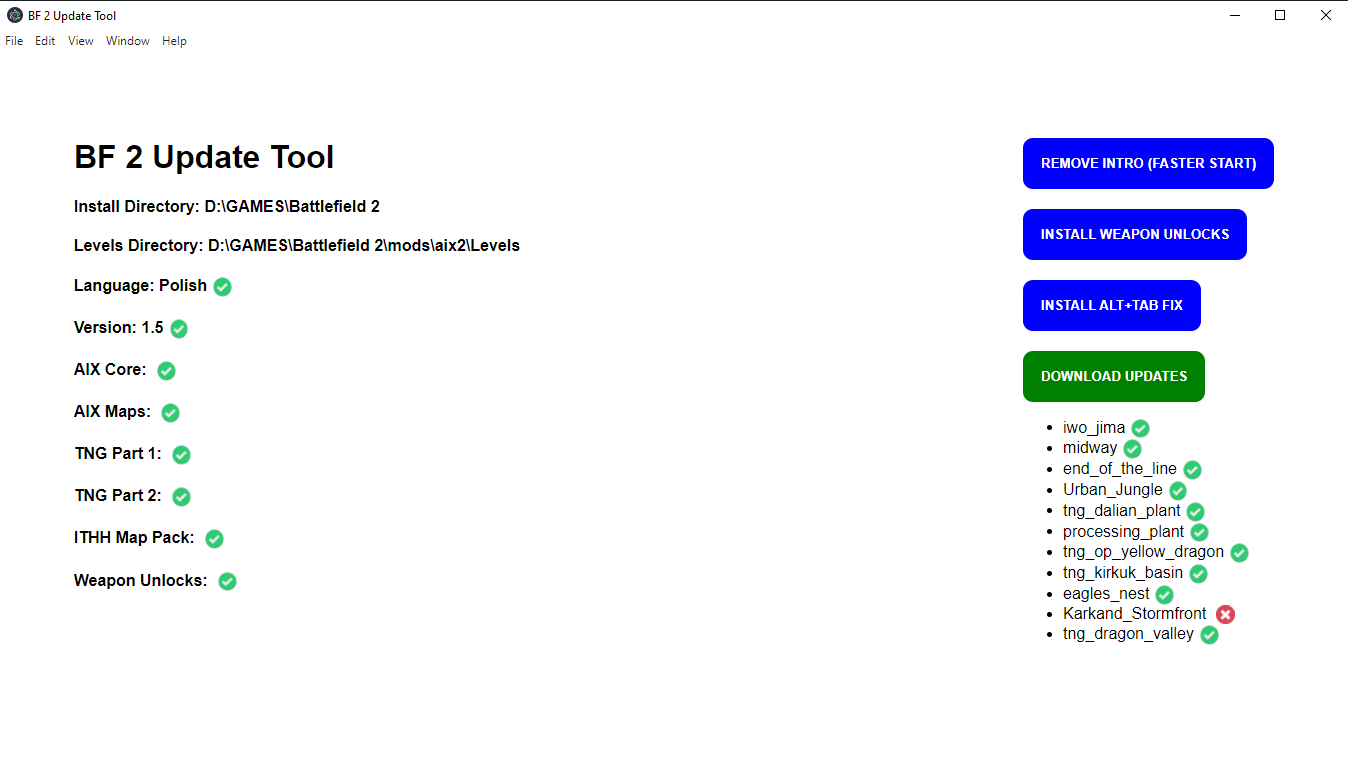 BF 2 Update Tool
File Edit View Window Help
BF 2 Update Tool
Install Directory: D:\GAMES\Battlefield 2
Levels Directory: D:\GAMES\Battlefield 2\mods\aix2\Levels
Language: Polish
Version: 1.5
AIX Core:
AIX Maps:
TNG Part 1:
TNG Part 2:
ITHH Map Pack:
Weapon Unlocks:
REMOVE INTRO (FASTER START)
INSTALL WEAPON UNLOCKS
INSTALL ALT+TAB FIX
DOWNLOAD UPDATES
iwo_jima
midway
end_of_the_line
Urban_Jungle
tng_dalian_plant
processing_plant
tng_op_yellow_dragon
tng_kirkuk_basin
eagles_nest
Karkand_Stormfront
tng_dragon_valley